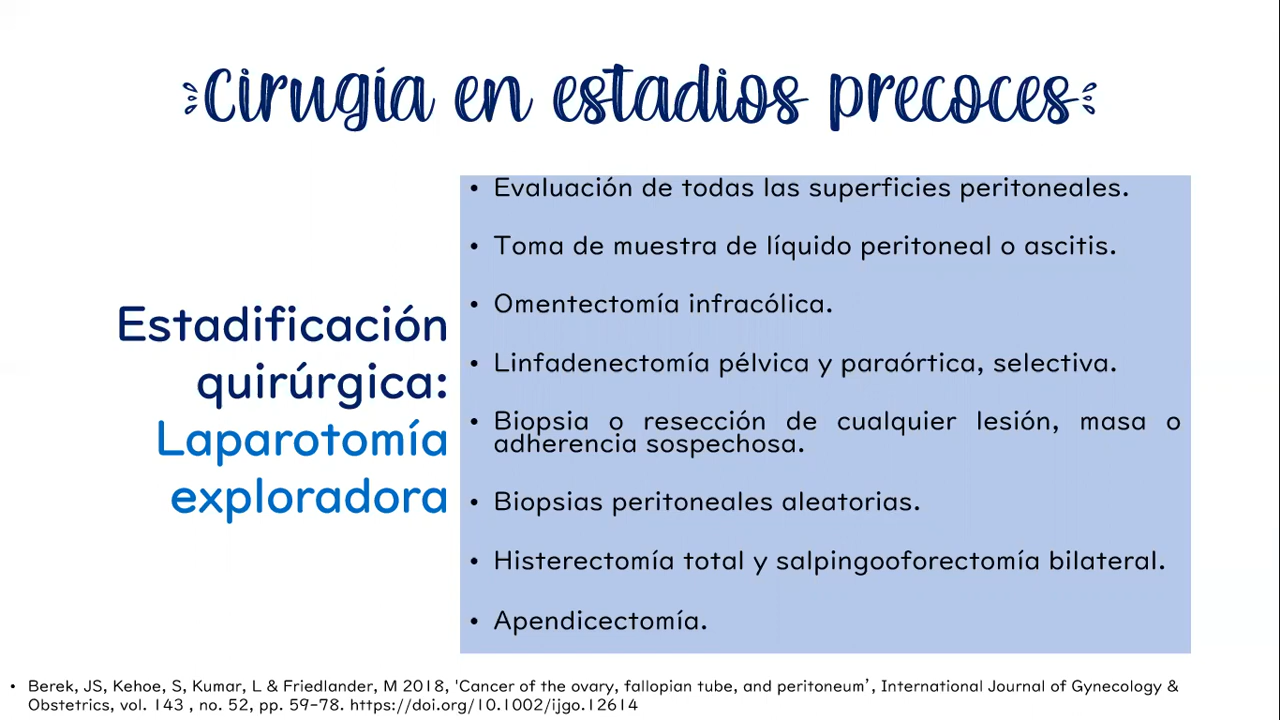 Cirugía en estadios precoces
Estadificación
quirúrgica:
Laparotomía
exploradora
• Evaluación de todas las superficies peritoneales.
• Toma de muestra de líquido peritoneal o ascitis.
• Omentectomía infracólica.
• Linfadenectomía pélvica y paraórtica, selectiva.
• Biopsia o resección de cualquier lesión, masa o
adherencia sospechosa.
• Biopsias peritoneales aleatorias.
• Histerectomía total y salpingooforectomía bilateral.
• Apendicectomía.
• Berek, JS, Kehoe, S, Kumar, L & Friedlander, M 2018, 'Cancer of the ovary, fallopian tube, and peritoneum’, International Journal of Gynecology &
Obstetrics, vol. 143 , no. 52, pp. 59-78. https://doi.org/10.1002/ijgo.12614